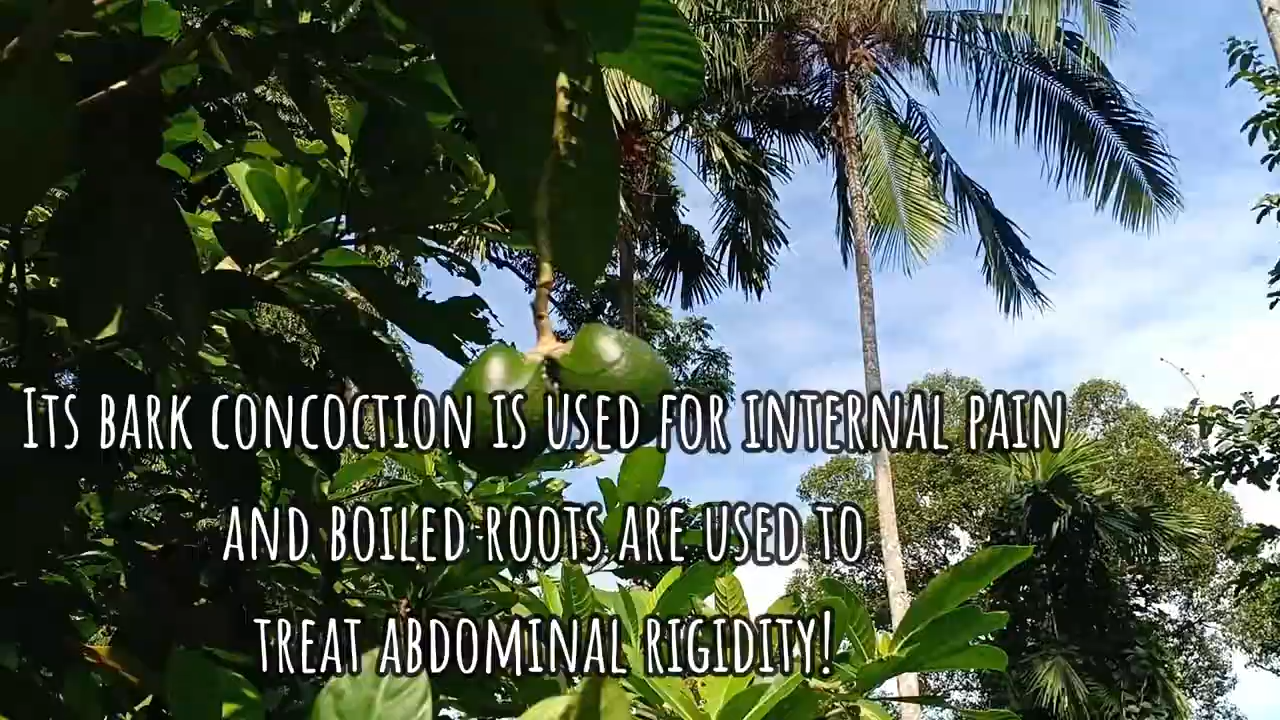 Its bark concoction is used for internal pain
and boiled roots are used to
treat abdominal rigidity!